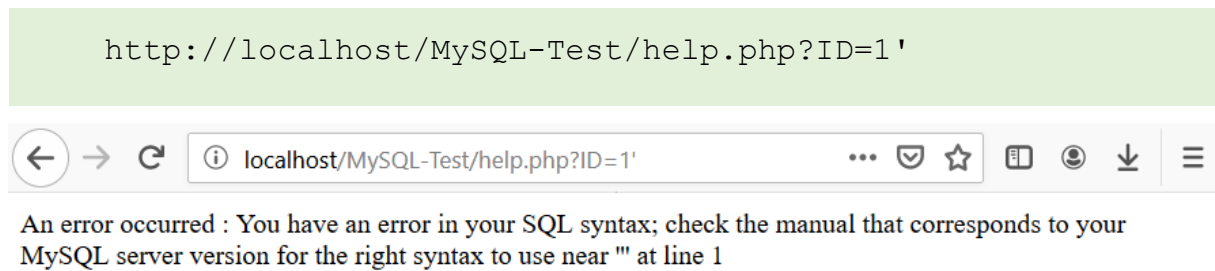 http://localhost/MySQL-Test/help.php?ID=1'
localhost/MySQL-Test/help.php?ID=1'
An error occurred : You have an error in your SQL syntax; check the manual that corresponds to your
MySQL server version for the right syntax to use near ''' at line 1